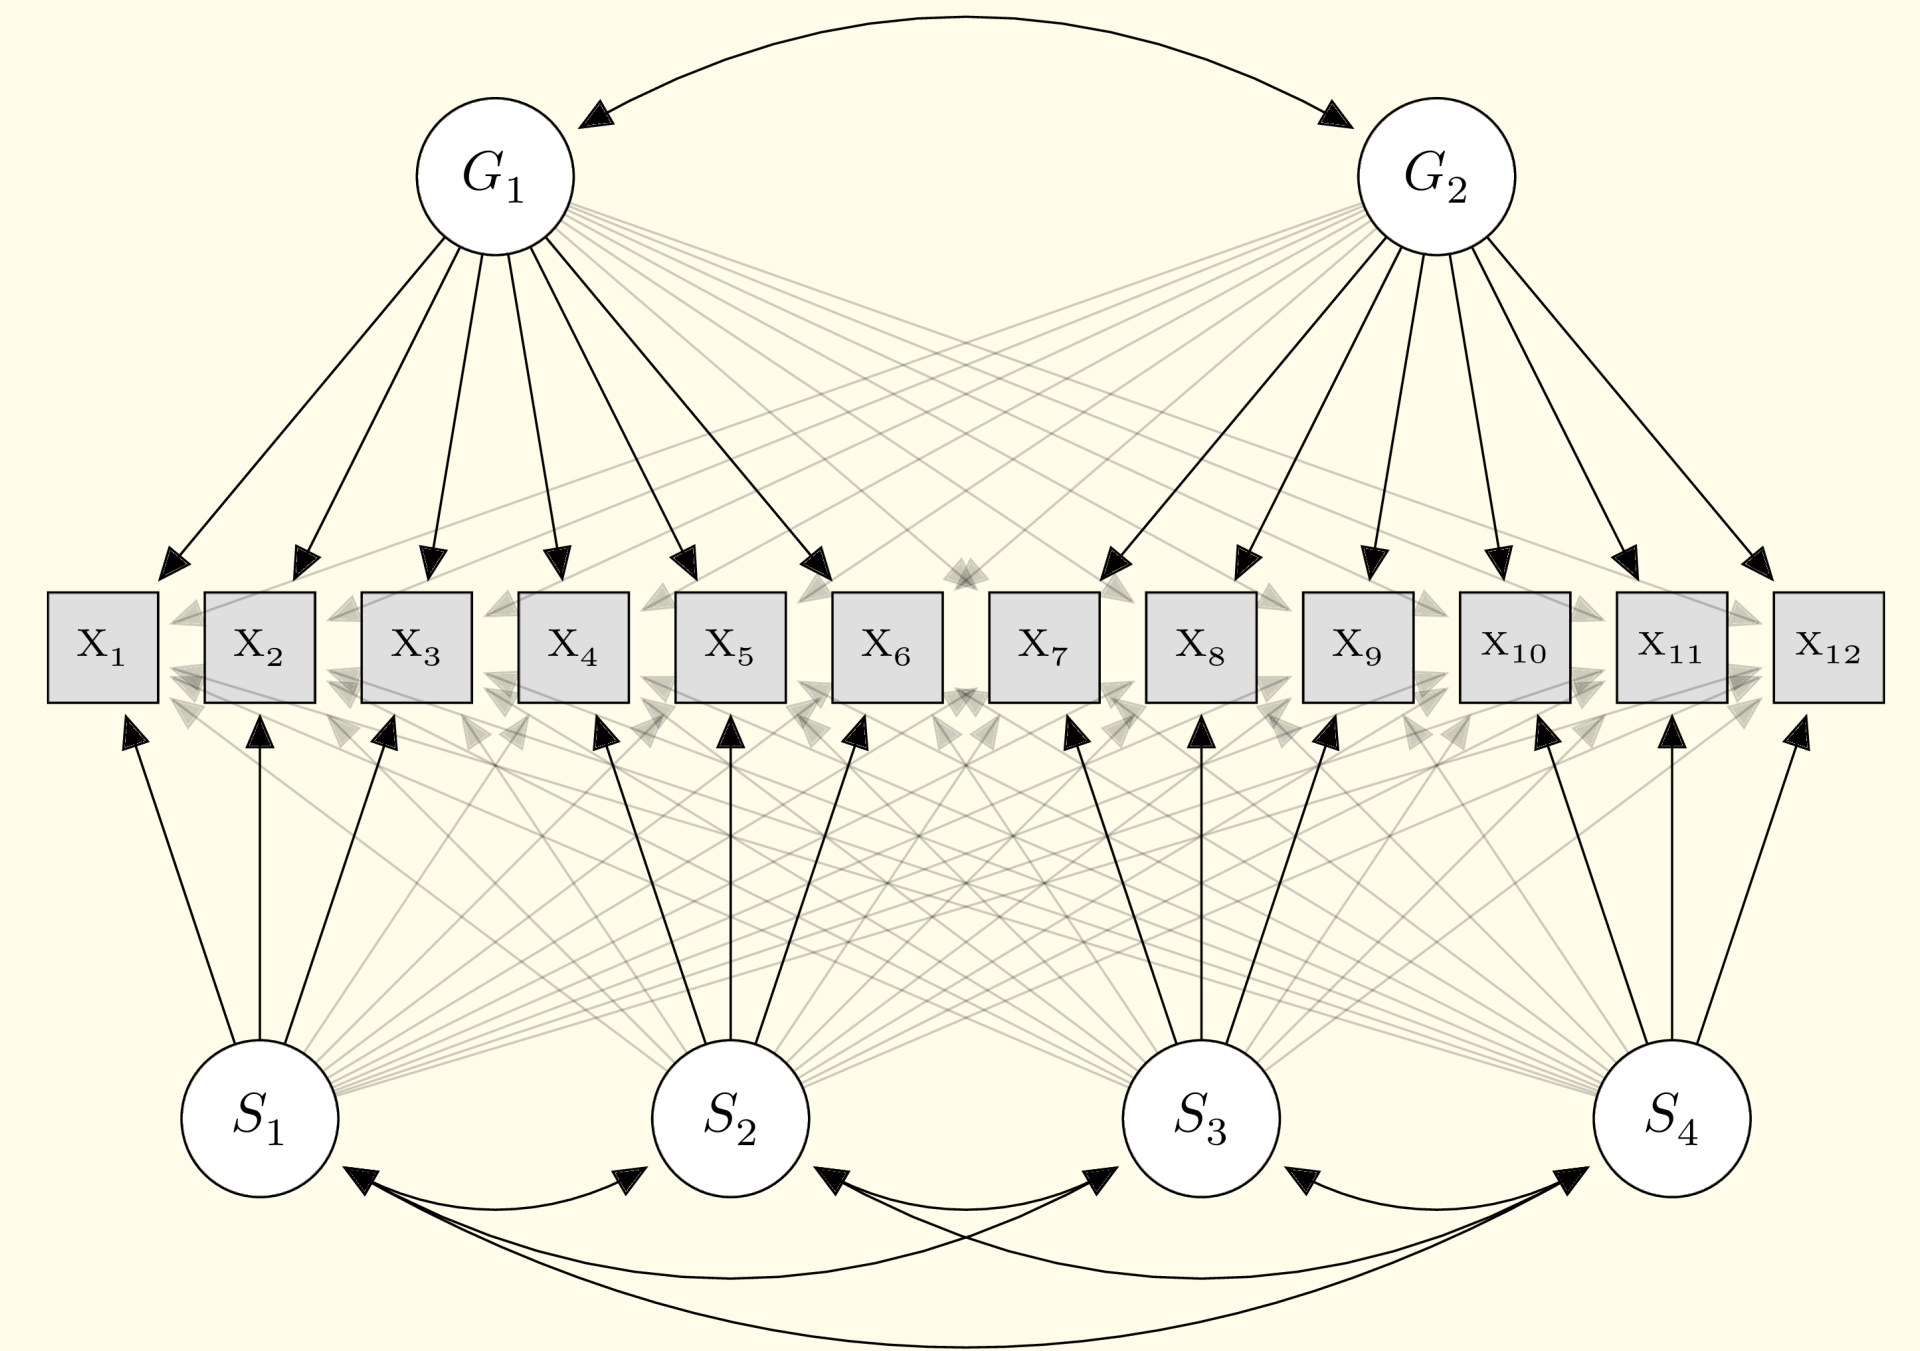 G₁ G₂
X₁ X₂ X₃ X₄ X₅ X₆ X₇ X₈ X₉ X₁₀ X₁₁ X₁₂
S₁ S₂ S₃ S₄